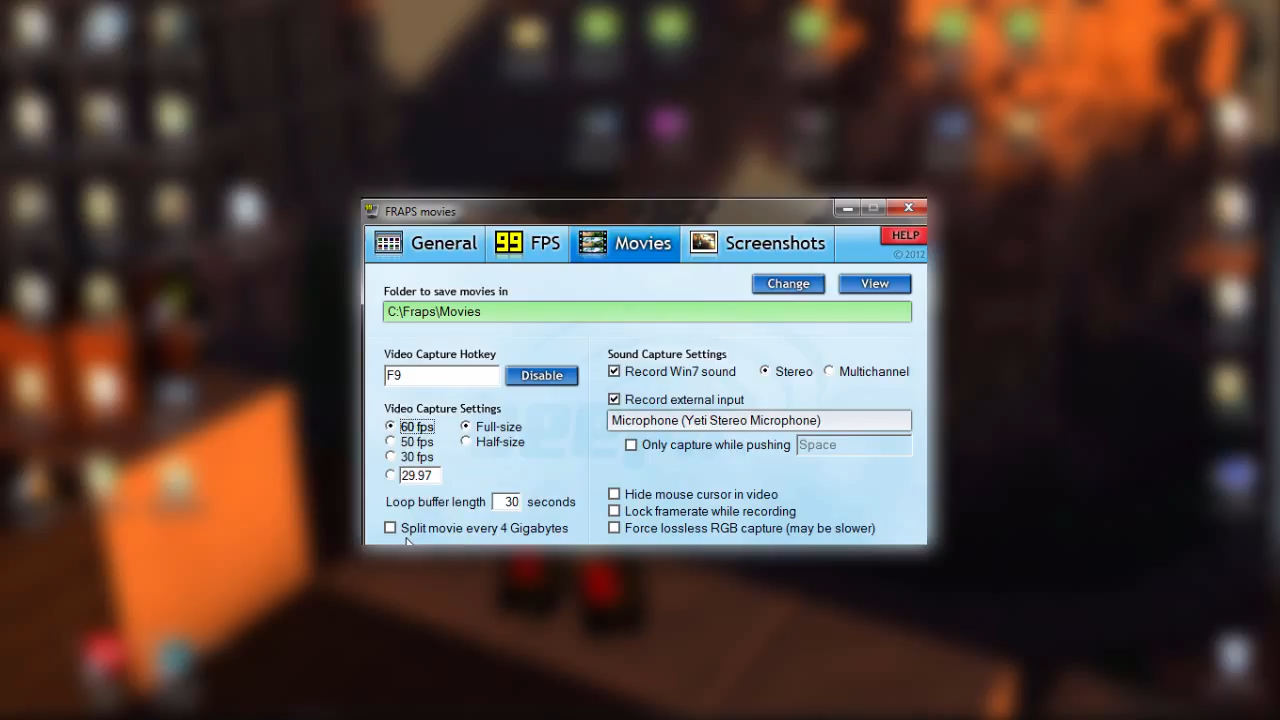 FRAPS movies
General 99 FPS Movies Screenshots HELP
© 2012
Change View
Folder to save movies in
C:\Fraps\Movies
Video Capture Hotkey
F9 Disable
Video Capture Settings
60 fps Full-size
50 fps Half-size
30 fps
29.97
Loop buffer length 30 seconds
Split movie every 4 Gigabytes
Sound Capture Settings
Record Win7 sound Stereo Multichannel
Record external input
Microphone (Yeti Stereo Microphone)
Only capture while pushing Space
Hide mouse cursor in video
Lock framerate while recording
Force lossless RGB capture (may be slower)